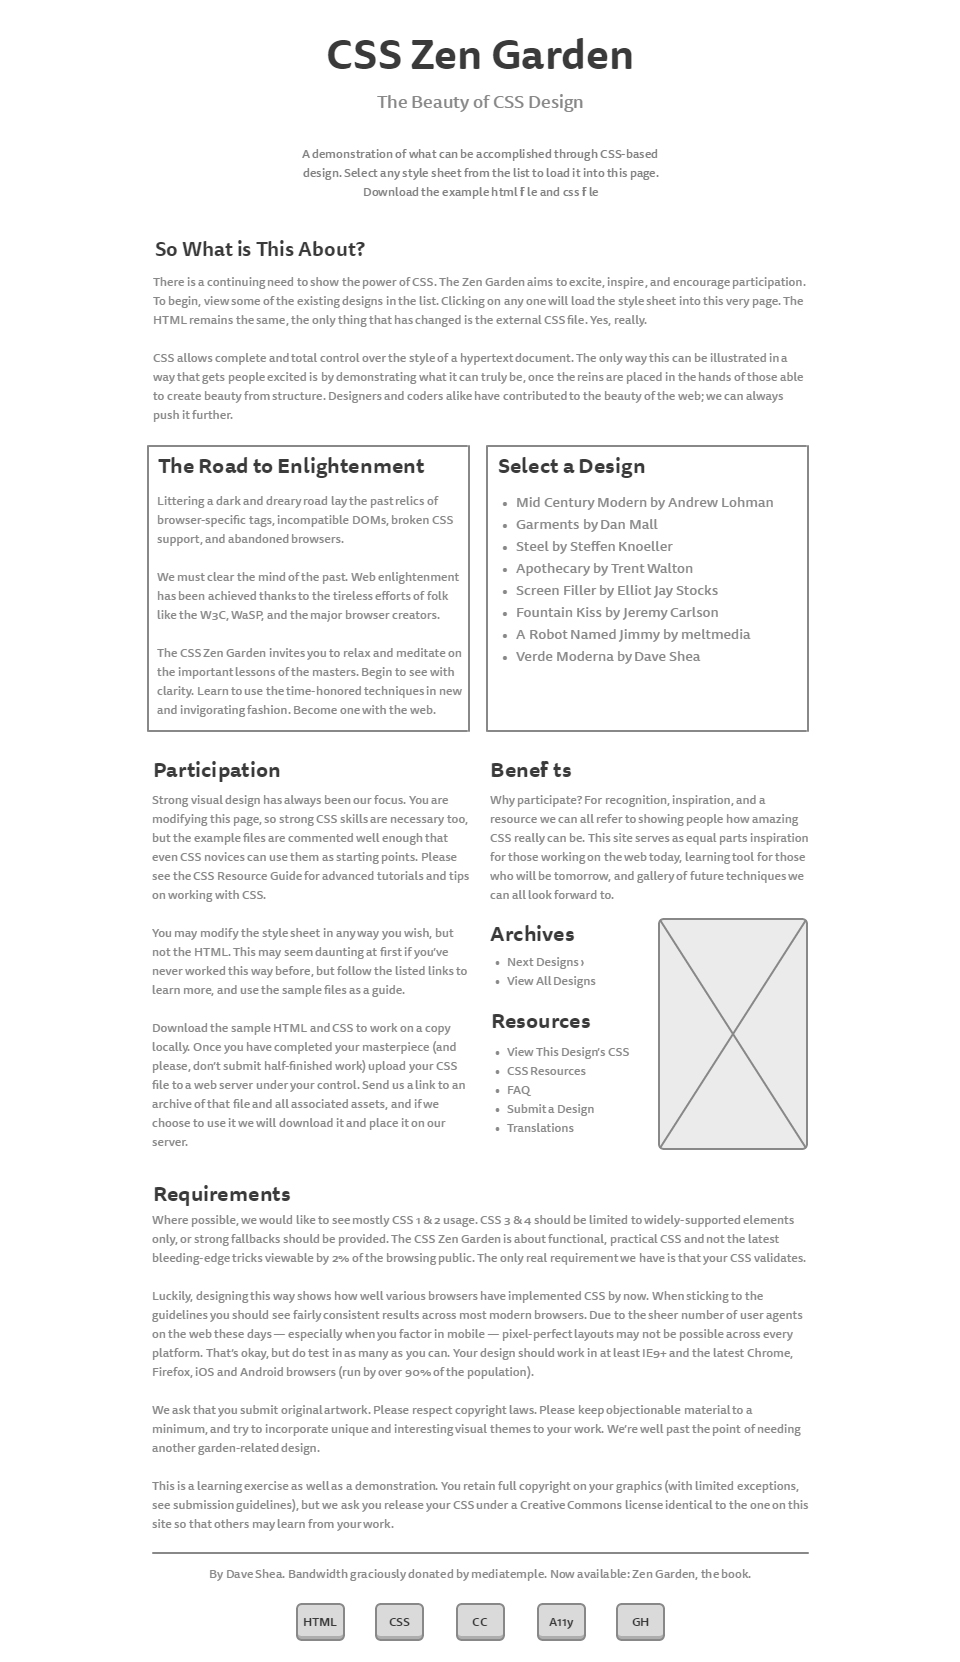 CSS Zen Garden
The Beauty of CSS Design
A demonstration of what can be accomplished through CSS-based
design. Select any style sheet from the list to load it into this page.
Download the example html f le and css f le
So What is This About?
There is a continuing need to show the power of CSS. The Zen Garden aims to excite, inspire, and encourage participation.
To begin, view some of the existing designs in the list. Clicking on any one will load the style sheet into this very page. The
HTML remains the same, the only thing that has changed is the external CSS file. Yes, really.
CSS allows complete and total control over the style of a hypertext document. The only way this can be illustrated in a
way that gets people excited is by demonstrating what it can truly be, once the reins are placed in the hands of those able
to create beauty from structure. Designers and coders alike have contributed to the beauty of the web; we can always
push it further.
The Road to Enlightenment
Littering a dark and dreary road lay the past relics of
browser-specific tags, incompatible DOMs, broken CSS
support, and abandoned browsers.
We must clear the mind of the past. Web enlightenment
has been achieved thanks to the tireless efforts of folk
like the W3C, WaSP, and the major browser creators.
The CSS Zen Garden invites you to relax and meditate on
the important lessons of the masters. Begin to see with
clarity. Learn to use the time-honored techniques in new
and invigorating fashion. Become one with the web.
Select a Design
• Mid Century Modern by Andrew Lohman
• Garments by Dan Mall
• Steel by Steffen Knoeller
• Apothecary by Trent Walton
• Screen Filler by Elliot Jay Stocks
• Fountain Kiss by Jeremy Carlson
• A Robot Named Jimmy by meltmedia
• Verde Moderna by Dave Shea
Participation
Strong visual design has always been our focus. You are
modifying this page, so strong CSS skills are necessary too,
but the example files are commented well enough that
even CSS novices can use them as starting points. Please
see the CSS Resource Guide for advanced tutorials and tips
on working with CSS.
You may modify the style sheet in any way you wish, but
not the HTML. This may seem daunting at first if you've
never worked this way before, but follow the listed links to
learn more, and use the sample files as a guide.
Download the sample HTML and CSS to work on a copy
locally. Once you have completed your masterpiece (and
please, don't submit half-finished work) upload your CSS
file to a web server under your control. Send us a link to an
archive of that file and all associated assets, and if we
choose to use it we will download it and place it on our
server.
Benef ts
Why participate? For recognition, inspiration, and a
resource we can all refer to showing people how amazing
CSS really can be. This site serves as equal parts inspiration
for those working on the web today, learning tool for those
who will be tomorrow, and gallery of future techniques we
can all look forward to.
Archives
• Next Designs ›
• View All Designs
Resources
• View This Design's CSS
• CSS Resources
• FAQ
• Submit a Design
• Translations
Requirements
Where possible, we would like to see mostly CSS 1 & 2 usage. CSS 3 & 4 should be limited to widely-supported elements
only, or strong fallbacks should be provided. The CSS Zen Garden is about functional, practical CSS and not the latest
bleeding-edge tricks viewable by 2% of the browsing public. The only real requirement we have is that your CSS validates.
Luckily, designing this way shows how well various browsers have implemented CSS by now. When sticking to the
guidelines you should see fairly consistent results across most modern browsers. Due to the sheer number of user agents
on the web these days — especially when you factor in mobile — pixel-perfect layouts may not be possible across every
platform. That's okay, but do test in as many as you can. Your design should work in at least IE9+ and the latest Chrome,
Firefox, iOS and Android browsers (run by over 90% of the population).
We ask that you submit original artwork. Please respect copyright laws. Please keep objectionable material to a
minimum, and try to incorporate unique and interesting visual themes to your work. We're well past the point of needing
another garden-related design.
This is a learning exercise as well as a demonstration. You retain full copyright on your graphics (with limited exceptions,
see submission guidelines), but we ask you release your CSS under a Creative Commons license identical to the one on this
site so that others may learn from your work.
By Dave Shea. Bandwidth graciously donated by mediatemple. Now available: Zen Garden, the book.
HTML CSS CC A11y GH